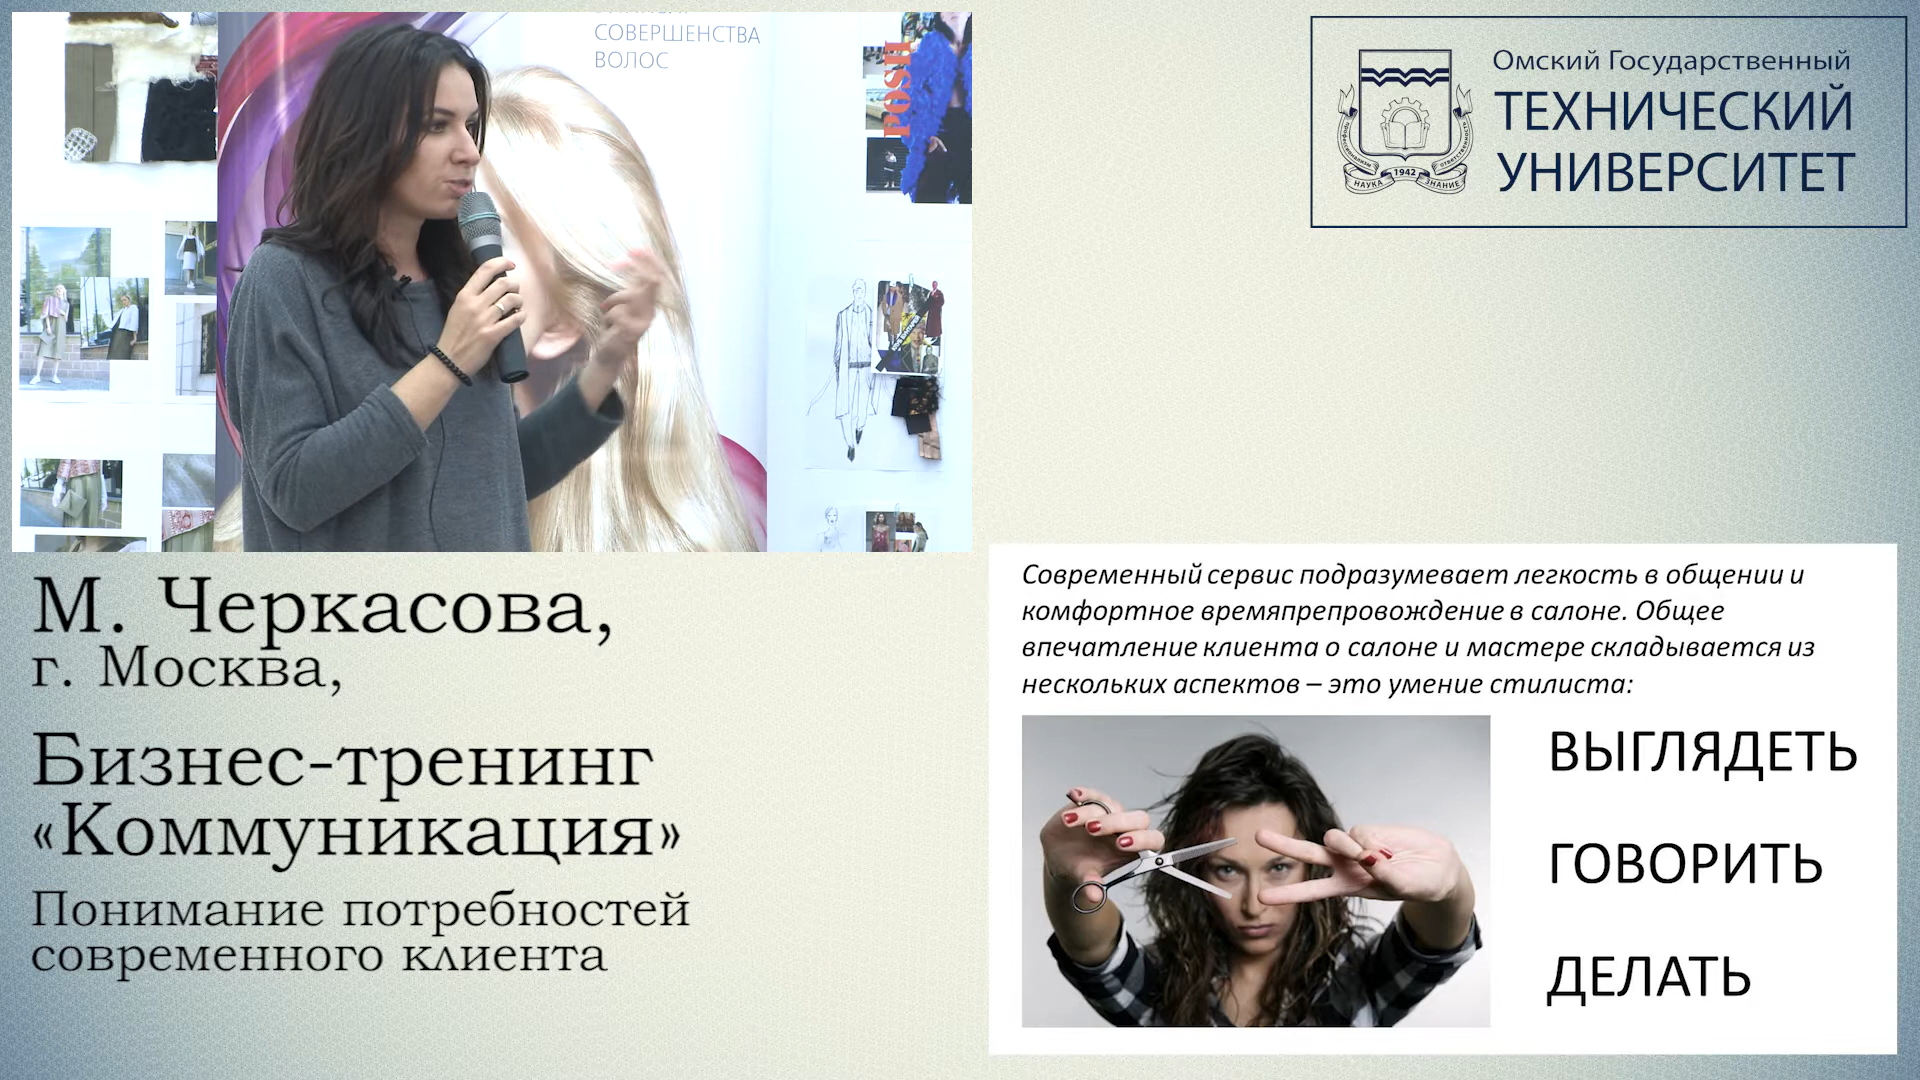 СОВЕРШЕНСТВА
ВОЛОС
POSH
Омский Государственный
ТЕХНИЧЕСКИЙ
УНИВЕРСИТЕТ
профессионализм
ответственность
НАУКА 1942 ЗНАНИЕ
М. Черкасова,
г. Москва,
Бизнес-тренинг
«Коммуникация»
Понимание потребностей
современного клиента
Современный сервис подразумевает легкость в общении и
комфортное времяпрепровождение в салоне. Общее
впечатление клиента о салоне и мастере складывается из
нескольких аспектов – это умение стилиста:
ВЫГЛЯДЕТЬ
ГОВОРИТЬ
ДЕЛАТЬ